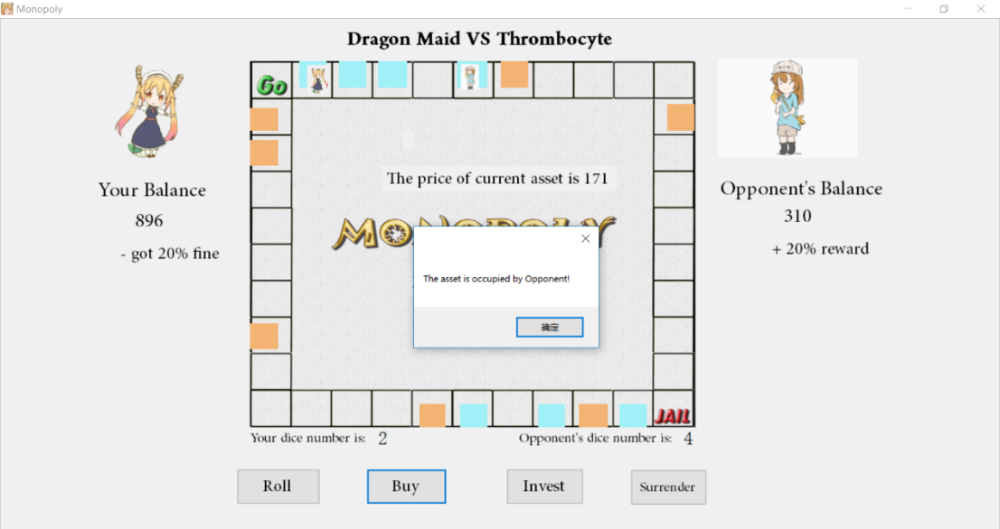 Monopoly
Dragon Maid VS Thrombocyte
Go
The price of current asset is 171
Your Balance
896
- got 20% fine
Opponent's Balance
310
+ 20% reward
MONOPOLY
The asset is occupied by Opponent!
确定
JAIL
Your dice number is: 2
Opponent's dice number is: 4
Roll
Buy
Invest
Surrender